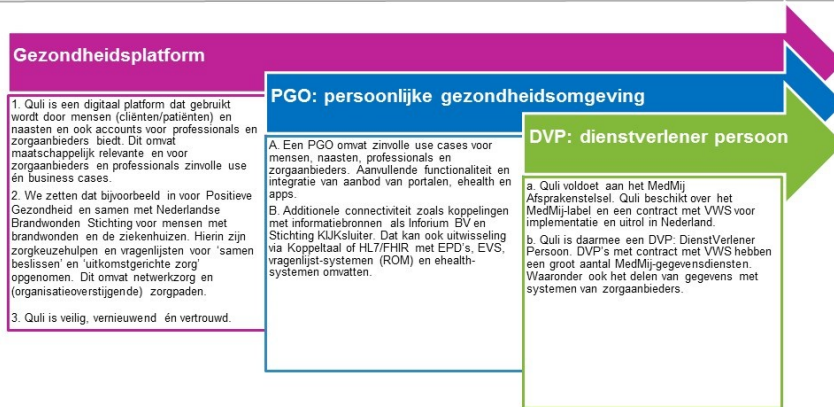 Gezondheidsplatform
1. Quli is een digitaal platform dat gebruikt
wordt door mensen (cliënten/patiënten) en
naasten en ook accounts voor professionals en
zorgaanbieders biedt. Dit omvat
maatschappelijk relevante en voor
zorgaanbieders en professionals zinvolle use
én business cases.
2. We zetten dat bijvoorbeeld in voor Positieve
Gezondheid en samen met Nederlandse
Brandwonden Stichting voor mensen met
brandwonden en de ziekenhuizen. Hierin zijn
zorgkeuzehulpen en vragenlijsten voor 'samen
beslissen' en 'uitkomstgerichte zorg'
opgenomen. Dit omvat netwerkzorg en
(organisatieoverstijgende) zorgpaden.
3. Quli is veilig, vernieuwend én vertrouwd.
PGO: persoonlijke gezondheidsomgeving
A. Een PGO omvat zinvolle use cases voor
mensen, naasten, professionals en
zorgaanbieders. Aanvullende functionaliteit en
integratie van aanbod van portalen, ehealth en
apps.
B. Additionele connectiviteit zoals koppelingen
met informatiebronnen als Inforium BV en
Stichting KIJKsluiter. Dat kan ook uitwisseling
via Koppeltaal of HL7/FHIR met EPD's, EVS,
vragenlijst-systemen (ROM) en ehealth-
systemen omvatten.
DVP: dienstverlener persoon
a. Quli voldoet aan het MedMij
Afsprakenstelsel. Quli beschikt over het
MedMij-label en een contract met VWS voor
implementatie en uitrol in Nederland.
b. Quli is daarmee een DVP: DienstVerlener
Persoon. DVP's met contract met VWS hebben
een groot aantal MedMij-gegevensdiensten.
Waaronder ook het delen van gegevens met
systemen van zorgaanbieders.